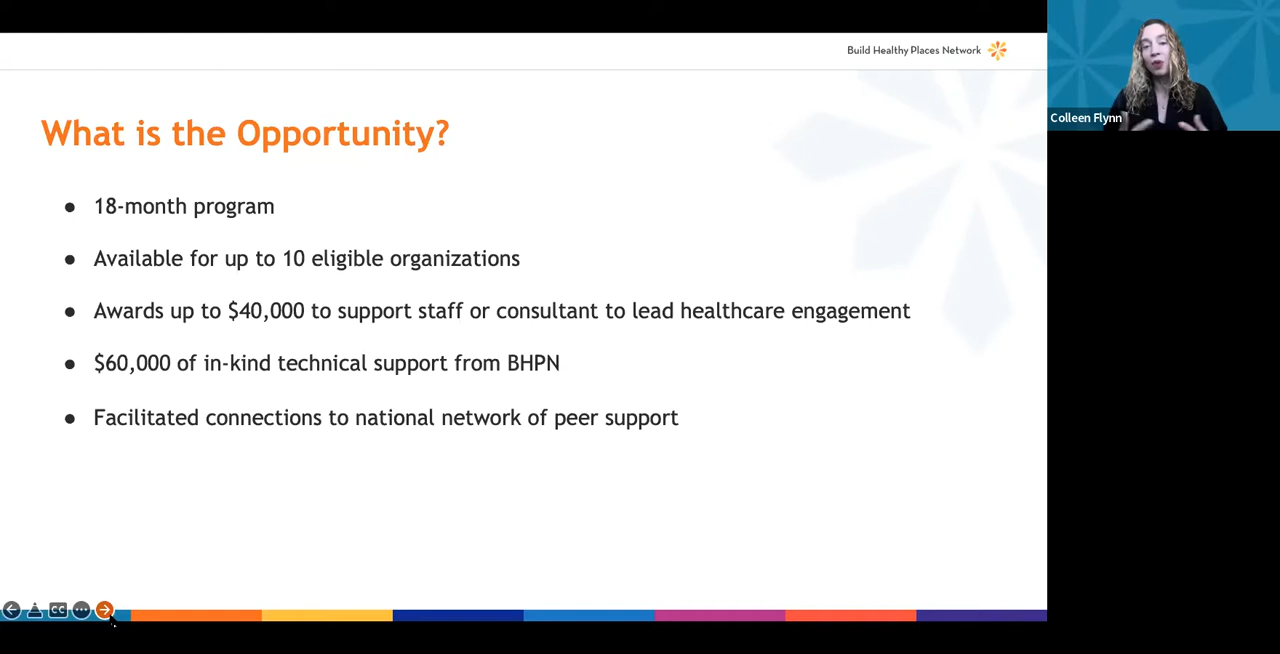 Build Healthy Places Network
What is the Opportunity?
● 18-month program
● Available for up to 10 eligible organizations
● Awards up to $40,000 to support staff or consultant to lead healthcare engagement
● $60,000 of in-kind technical support from BHPN
● Facilitated connections to national network of peer support
CC
Colleen Flynn